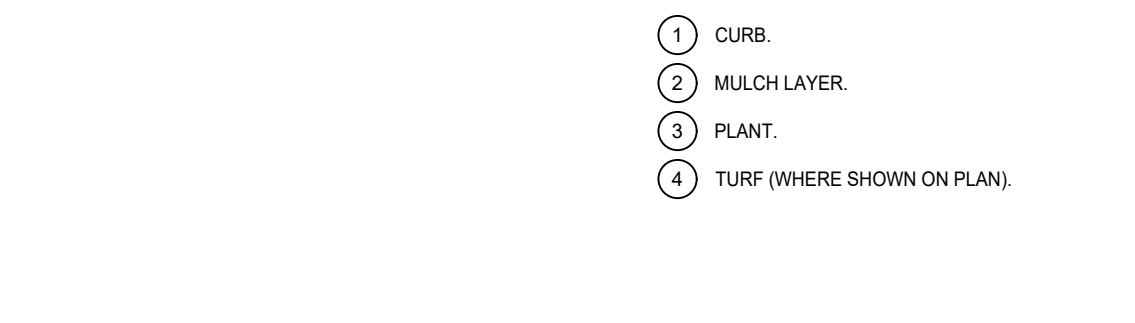 1 CURB.
2 MULCH LAYER.
3 PLANT.
4 TURF (WHERE SHOWN ON PLAN).